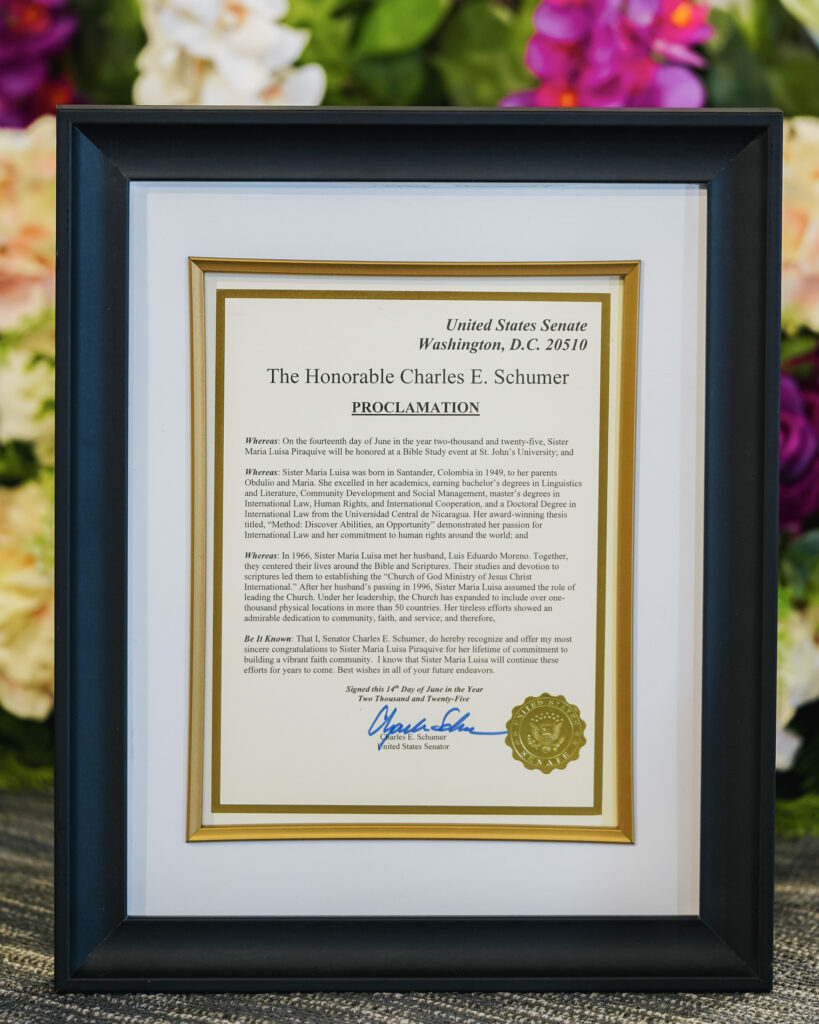 United States Senate
Washington, D.C. 20510
The Honorable Charles E. Schumer
PROCLAMATION
Whereas: On the fourteenth day of June in the year two-thousand and twenty-five, Sister
Maria Luisa Piraquive will be honored at a Bible Study event at St. John's University; and
Whereas: Sister Maria Luisa was born in Santander, Colombia in 1949, to her parents
Obdulio and Maria. She excelled in her academics, earning bachelor's degrees in Linguistics
and Literature, Community Development and Social Management, master's degrees in
International Law, Human Rights, and International Cooperation, and a Doctoral Degree in
International Law from the Universidad Central de Nicaragua. Her award-winning thesis
titled, "Method: Discover Abilities, an Opportunity" demonstrated her passion for
International Law and her commitment to human rights around the world; and
Whereas: In 1966, Sister Maria Luisa met her husband, Luis Eduardo Moreno. Together,
they centered their lives around the Bible and Scriptures. Their studies and devotion to
scriptures led them to establishing the "Church of God Ministry of Jesus Christ
International." After her husband's passing in 1996, Sister Maria Luisa assumed the role of
leading the Church. Under her leadership, the Church has expanded to include over one-
thousand physical locations in more than 50 countries. Her tireless efforts showed an
admirable dedication to community, faith, and service; and therefore,
Be It Known: That I, Senator Charles E. Schumer, do hereby recognize and offer my most
sincere congratulations to Sister Maria Luisa Piraquive for her lifetime of commitment to
building a vibrant faith community. I know that Sister Maria Luisa will continue these
efforts for years to come. Best wishes in all of your future endeavors.
Signed this 14th Day of June in the Year
Two Thousand and Twenty-Five
Charles E. Schumer
United States Senator
UNITED STATES
SENATE